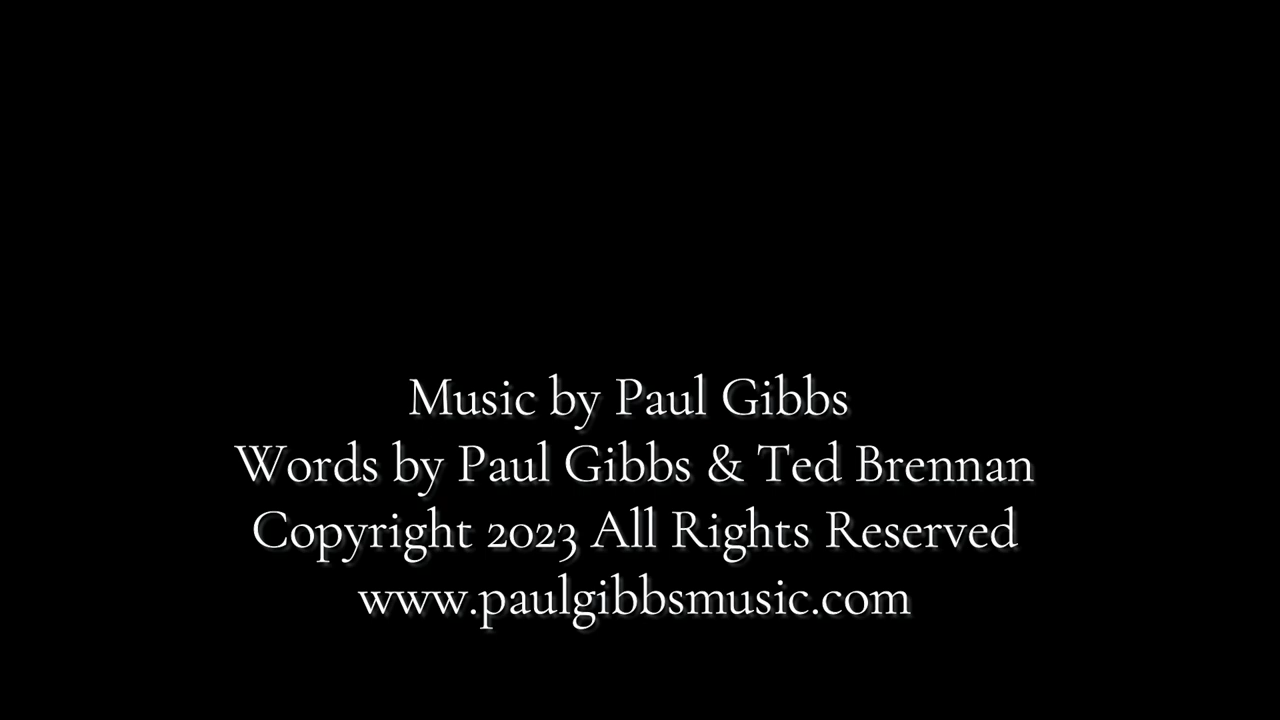 Music by Paul Gibbs
Words by Paul Gibbs & Ted Brennan
Copyright 2023 All Rights Reserved
www.paulgibbsmusic.com